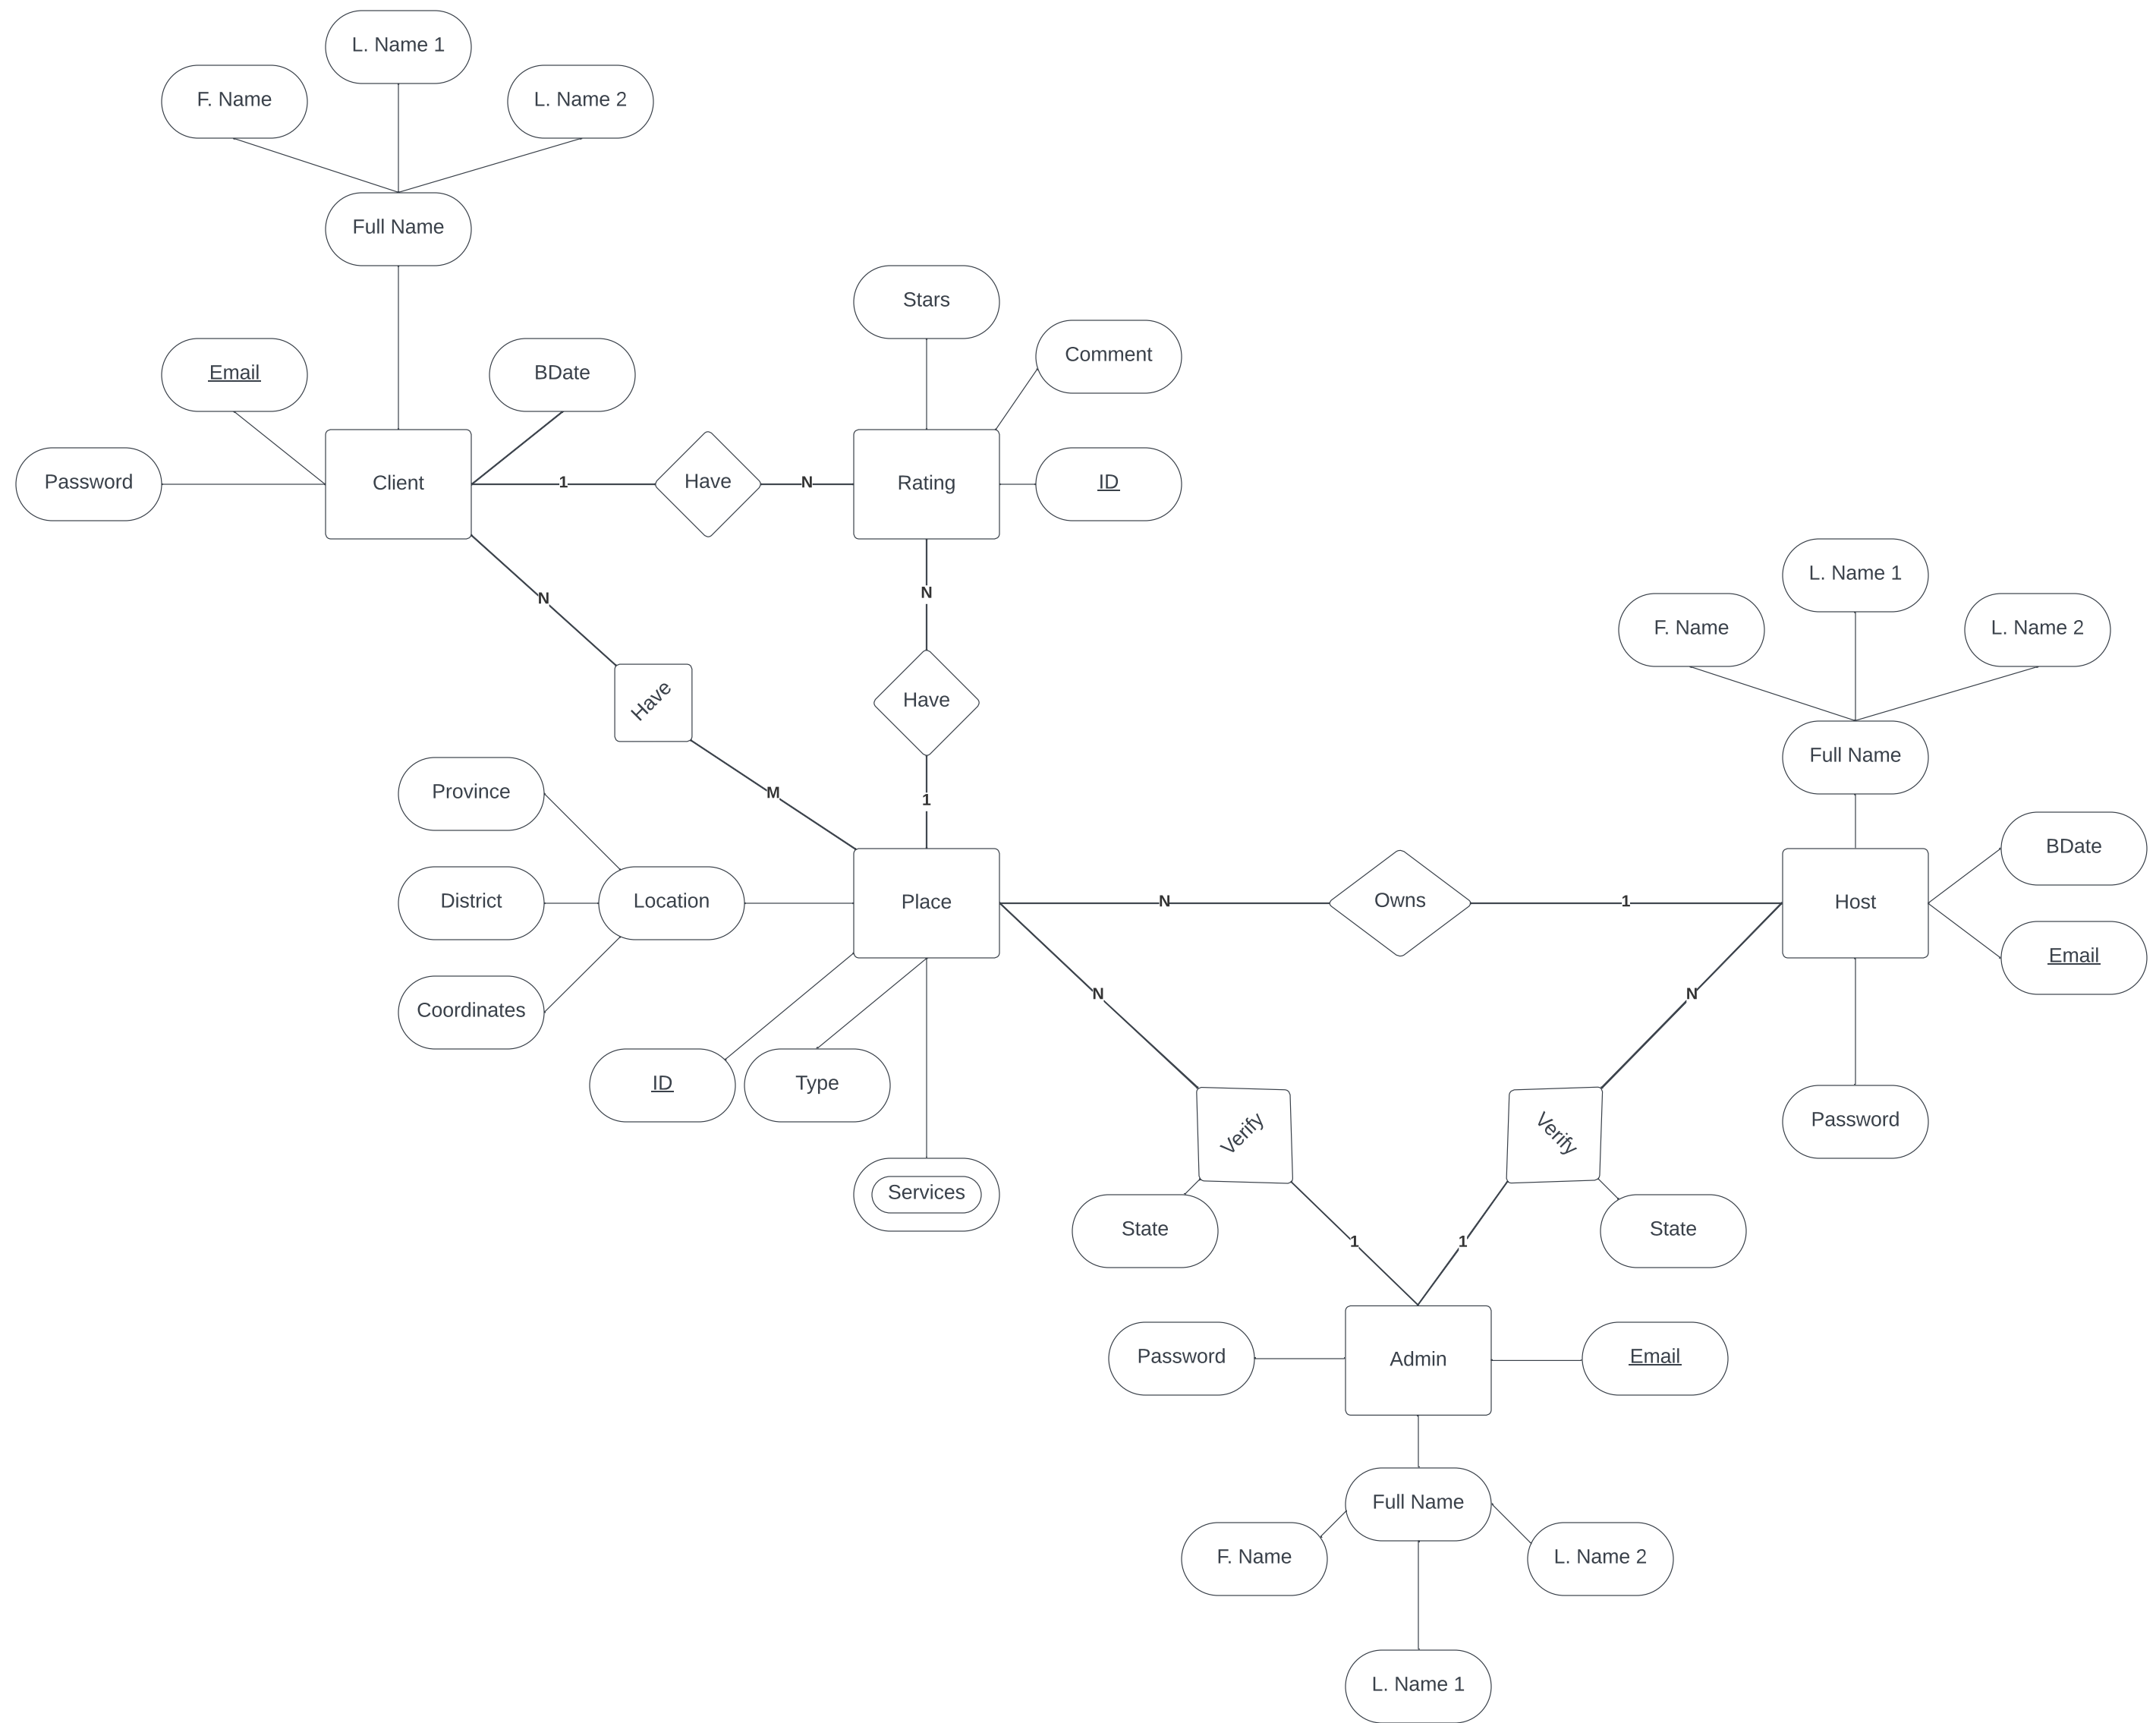 L. Name 1
F. Name
L. Name 2
Full Name
Stars
Comment
Email
BDate
Password
Client
1
Have
N
Rating
ID
N
N
Have
Have
M
1
L. Name 1
F. Name
L. Name 2
Full Name
Province
District
Location
Coordinates
Place
N
Owns
1
Host
BDate
Email
N
N
ID
Type
Verify
Verify
Password
Services
State
State
1
1
Password
Admin
Email
Full Name
F. Name
L. Name 2
L. Name 1